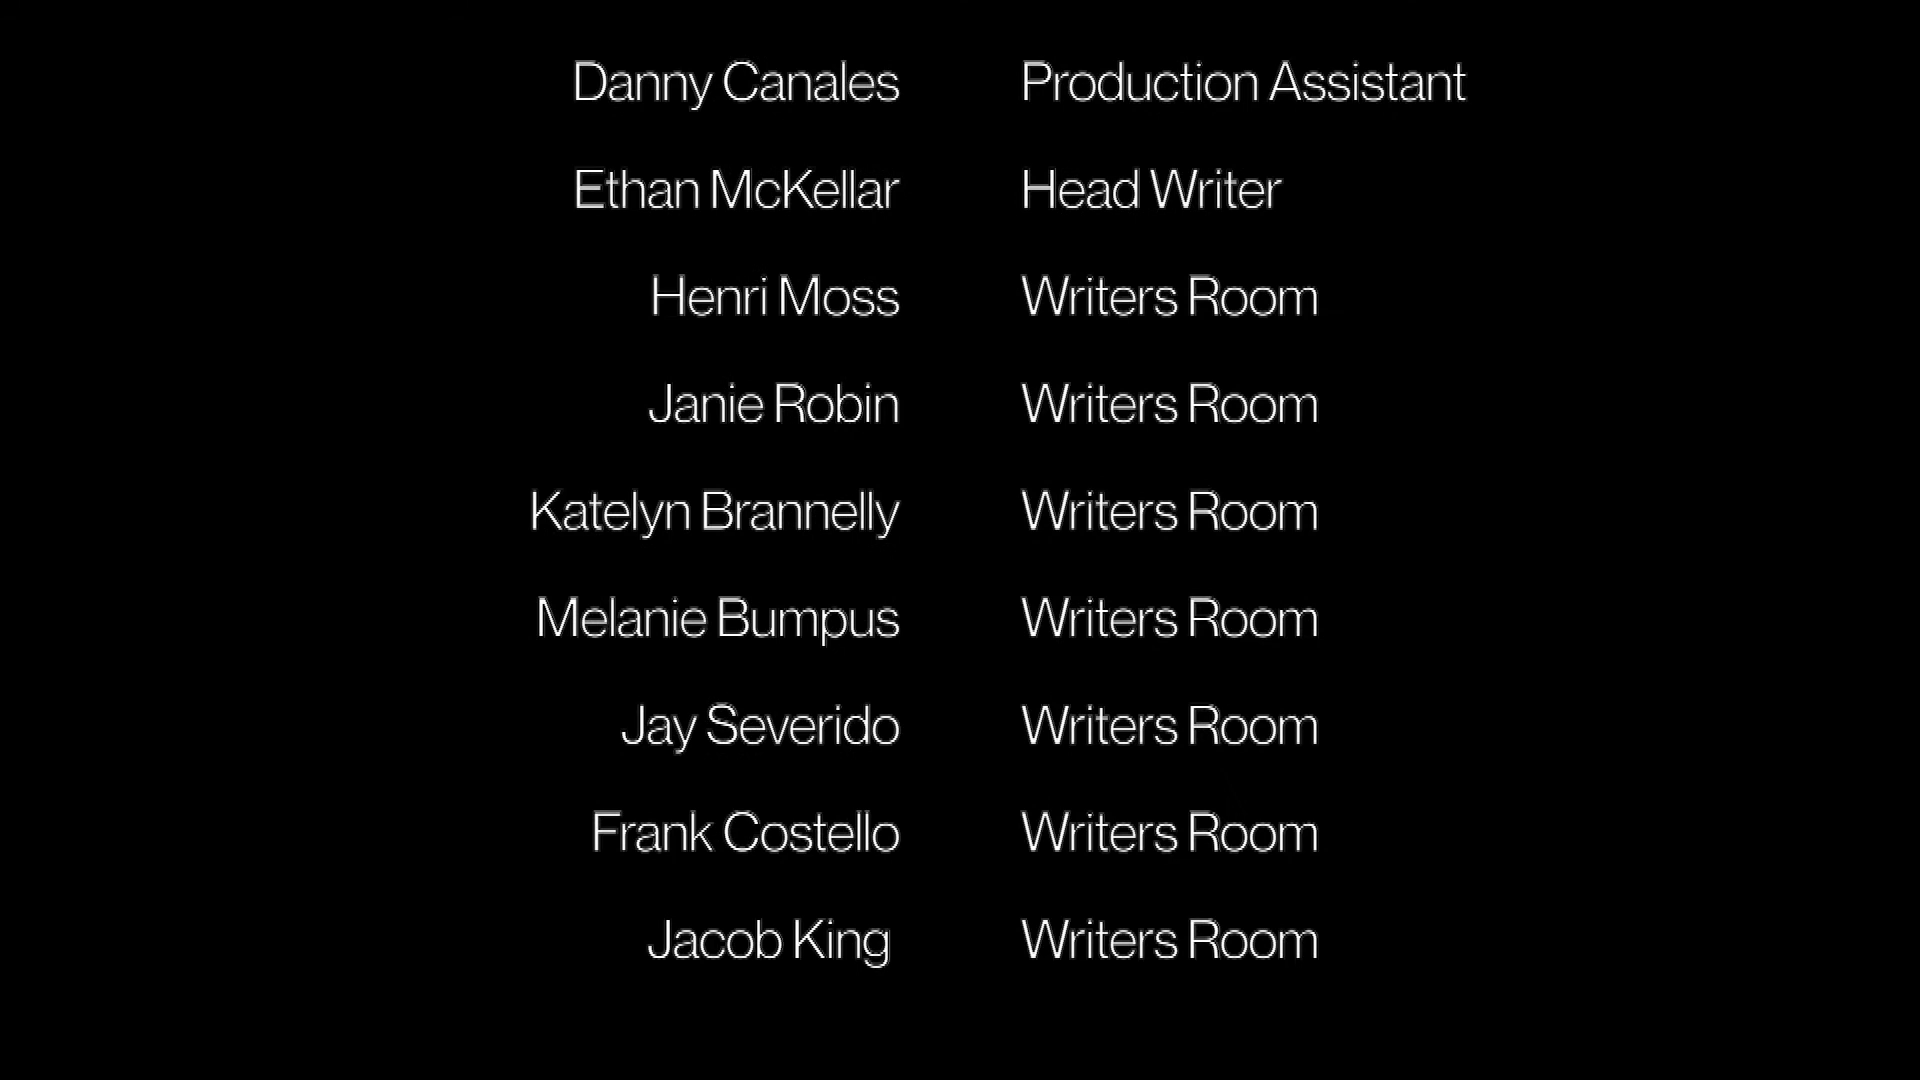 Danny Canales Production Assistant
Ethan McKellar Head Writer
Henri Moss Writers Room
Janie Robin Writers Room
Katelyn Brannelly Writers Room
Melanie Bumpus Writers Room
Jay Severido Writers Room
Frank Costello Writers Room
Jacob King Writers Room